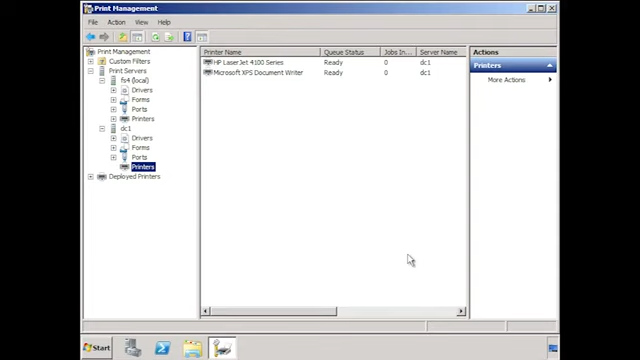 Print Management
File Action View Help
Print Management
Custom Filters
Print Servers
fs4 (local)
Drivers
Forms
Ports
Printers
dc1
Drivers
Forms
Ports
Printers
Deployed Printers
Printer Name Queue Status Jobs In... Server Name
HP LaserJet 4100 Series Ready 0 dc1
Microsoft XPS Document Writer Ready 0 dc1
Actions
Printers
More Actions
Start